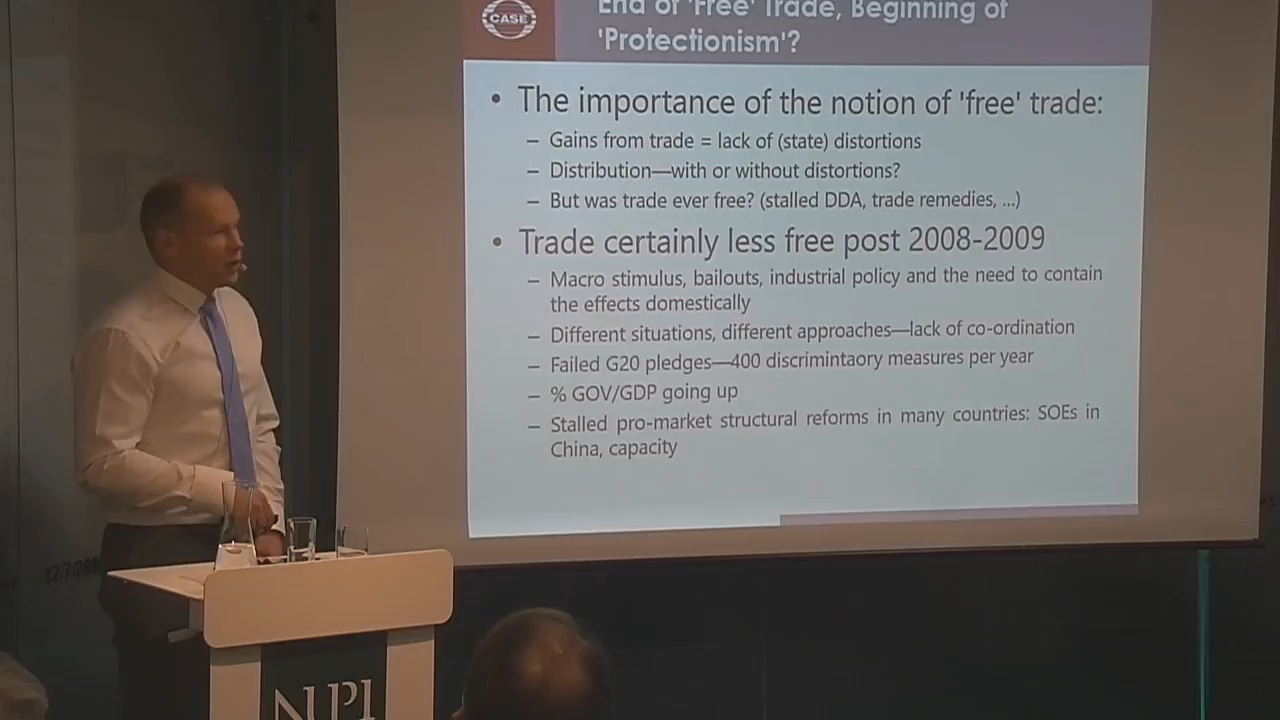 CASE
End of 'Free' Trade, Beginning of
'Protectionism'?
• The importance of the notion of 'free' trade:
– Gains from trade = lack of (state) distortions
– Distribution—with or without distortions?
– But was trade ever free? (stalled DDA, trade remedies, ...)
• Trade certainly less free post 2008-2009
– Macro stimulus, bailouts, industrial policy and the need to contain
the effects domestically
– Different situations, different approaches—lack of co-ordination
– Failed G20 pledges—400 discrimintaory measures per year
– % GOV/GDP going up
– Stalled pro-market structural reforms in many countries: SOEs in
China, capacity
NUPI